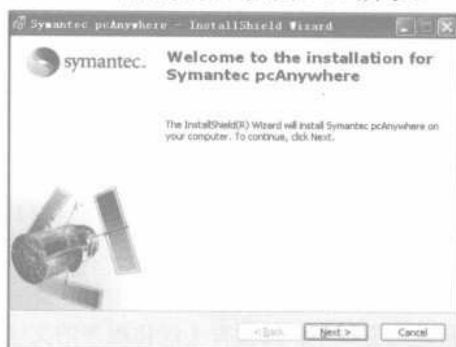 Symantec pcAnywhere - InstallShield Wizard
symantec.
Welcome to the installation for
Symantec pcAnywhere
The InstallShield(R) Wizard will install Symantec pcAnywhere on
your computer. To continue, click Next.
< Back
Next >
Cancel